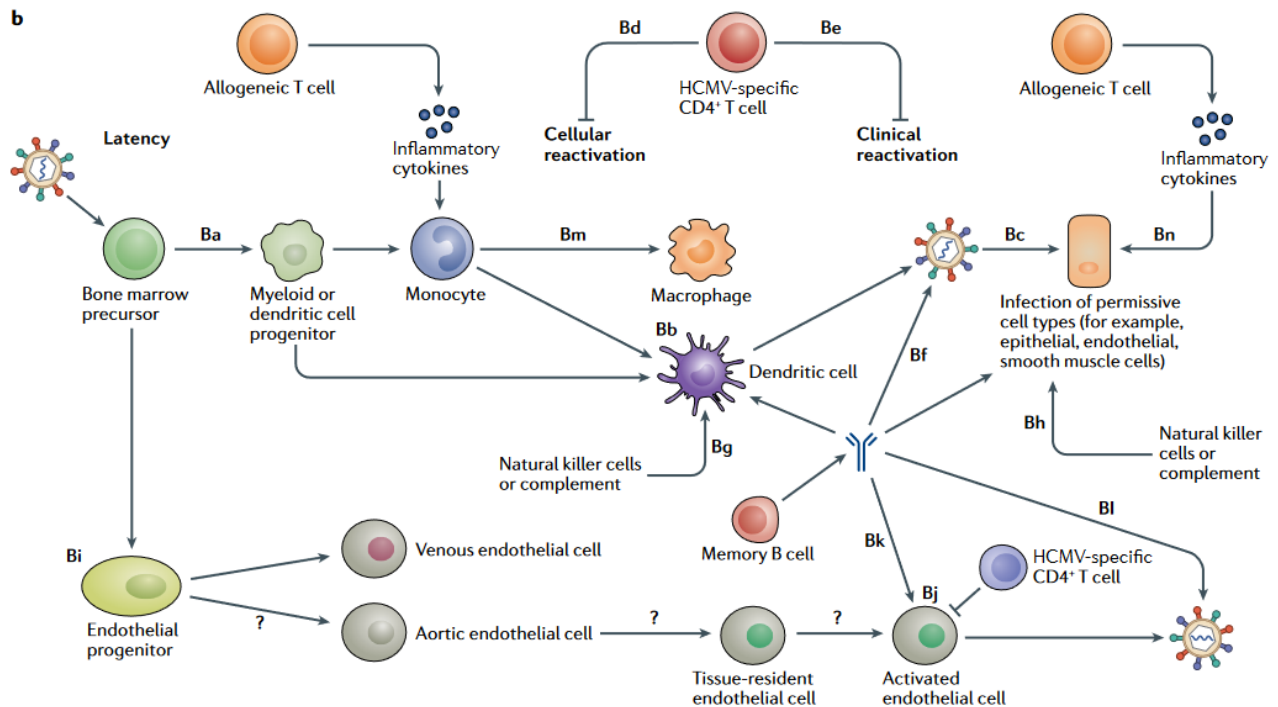 b
Bd
Be
Allogeneic T cell
HCMV-specific
CD4⁺ T cell
Allogeneic T cell
Latency
Inflammatory
cytokines
Cellular
reactivation
Clinical
reactivation
Inflammatory
cytokines
Ba
Bm
Bc
Bn
Bone marrow
precursor
Myeloid or
dendritic cell
progenitor
Monocyte
Macrophage
Infection of permissive
cell types (for example,
epithelial, endothelial,
smooth muscle cells)
Bb
Dendritic cell
Bf
Bg
Natural killer cells
or complement
Bh
Natural killer
cells or
complement
Memory B cell
Bk
Bl
HCMV-specific
CD4⁺ T cell
Bi
Venous endothelial cell
Bj
Endothelial
progenitor
?
Aortic endothelial cell
?
?
Tissue-resident
endothelial cell
Activated
endothelial cell